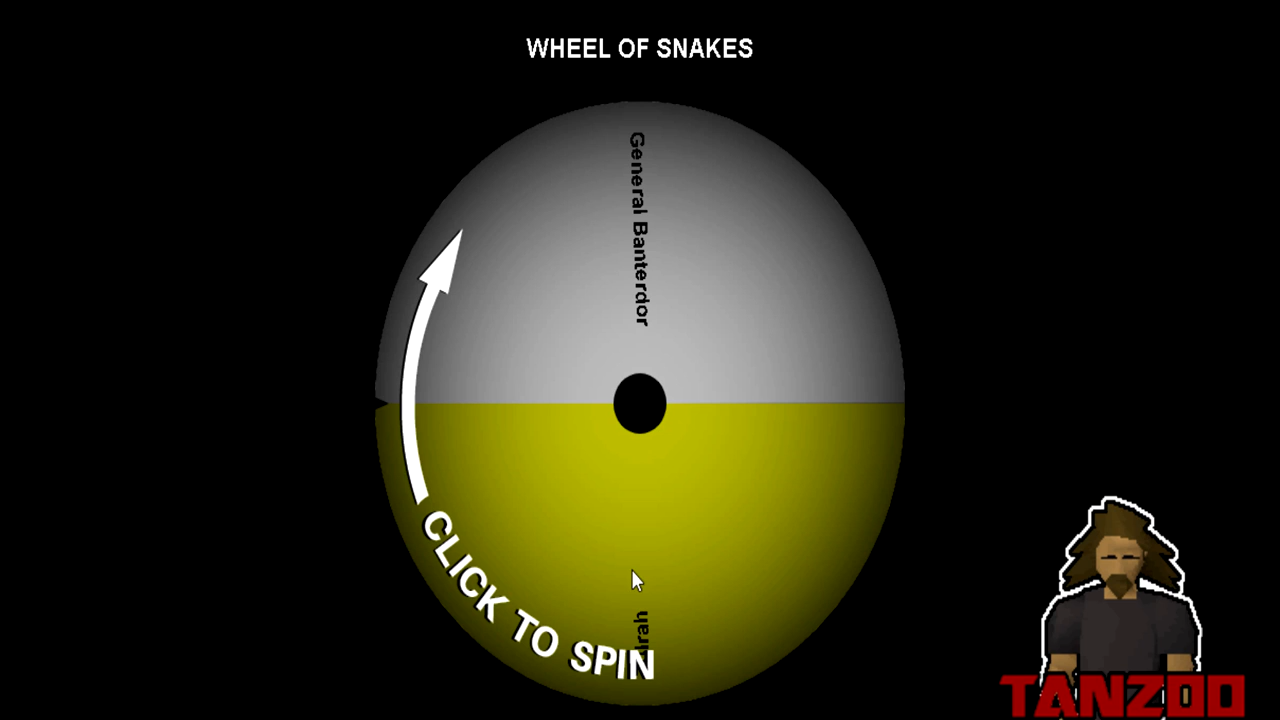 WHEEL OF SNAKES
General Banterdor
CLICK TO SPIN
TANZOO